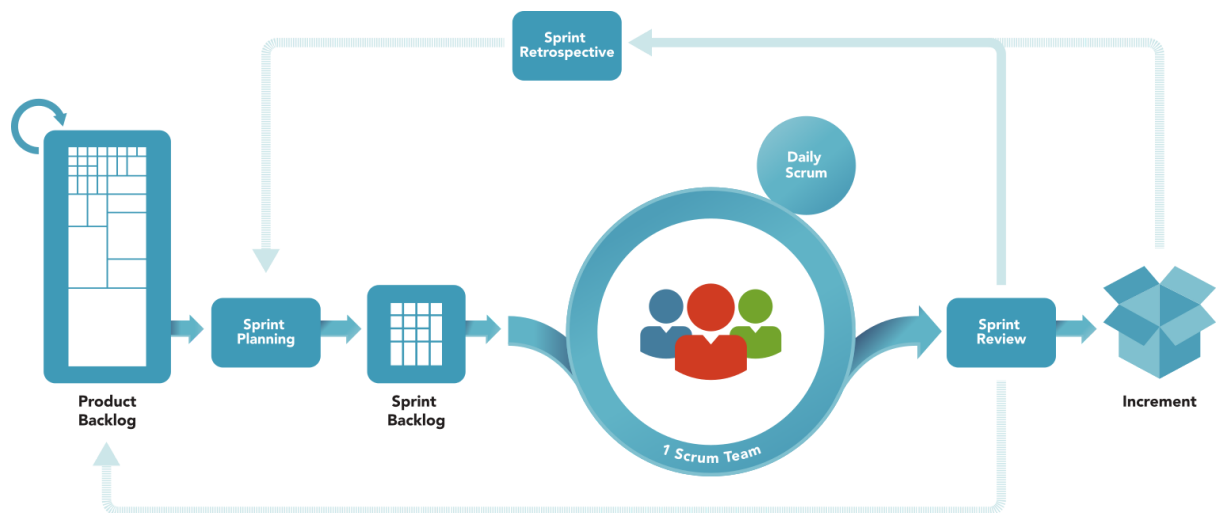 Sprint
Retrospective
Daily
Scrum
Sprint
Planning
Sprint
Review
Product
Backlog
Sprint
Backlog
Increment
1 Scrum Team